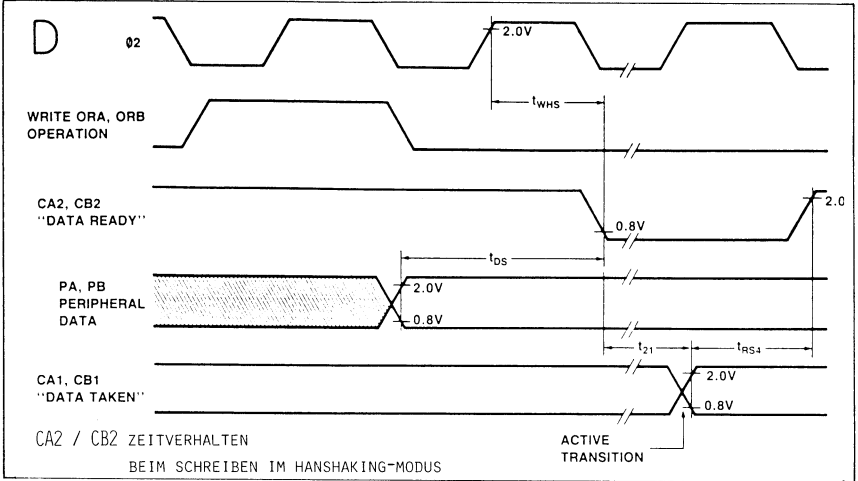 D
Ø2
2.0V
tWHS
WRITE ORA, ORB
OPERATION
CA2, CB2
"DATA READY"
2.0
0.8V
tDS
PA, PB
PERIPHERAL
DATA
2.0V
0.8V
t21
tRS4
CA1, CB1
"DATA TAKEN"
2.0V
0.8V
CA2 / CB2 ZEITVERHALTEN
BEIM SCHREIBEN IM HANSHAKING-MODUS
ACTIVE
TRANSITION